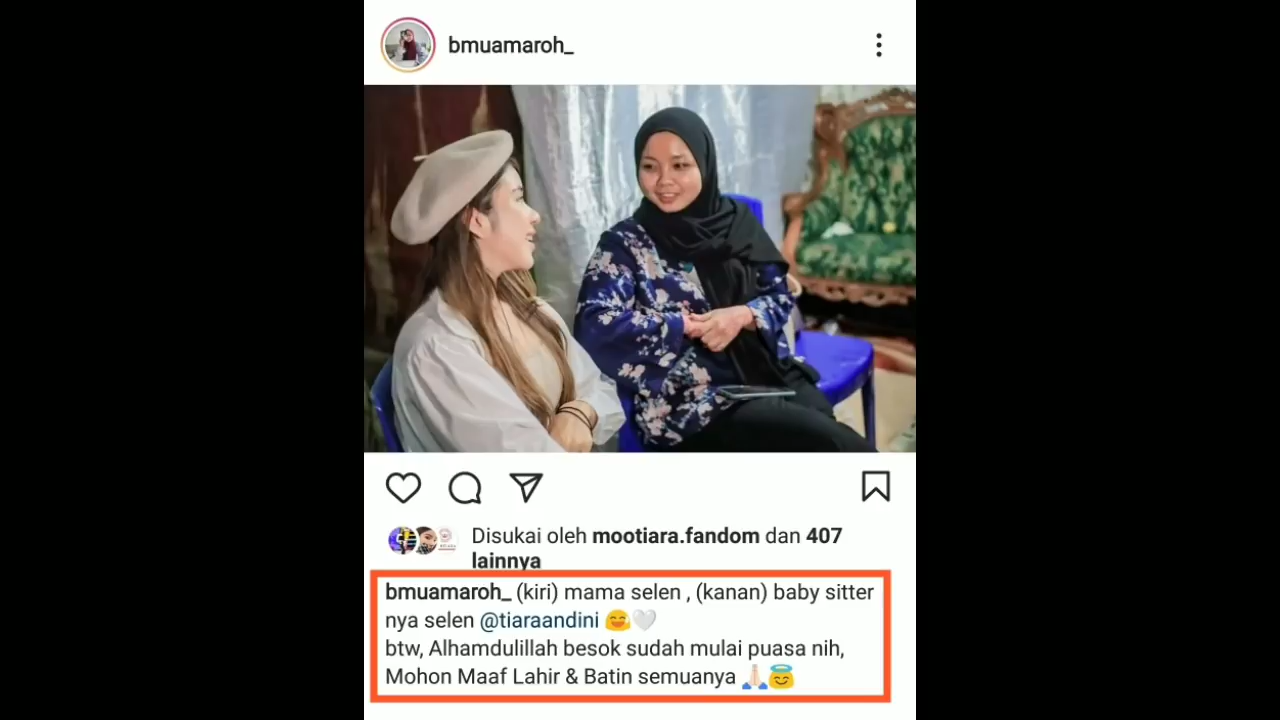 bmuamaroh_
Disukai oleh mootiara.fandom dan 407
lainnya
bmuamaroh_ (kiri) mama selen , (kanan) baby sitter
nya selen @tiaraandini 😅🤍
btw, Alhamdulillah besok sudah mulai puasa nih,
Mohon Maaf Lahir & Batin semuanya 🙏🏻😇